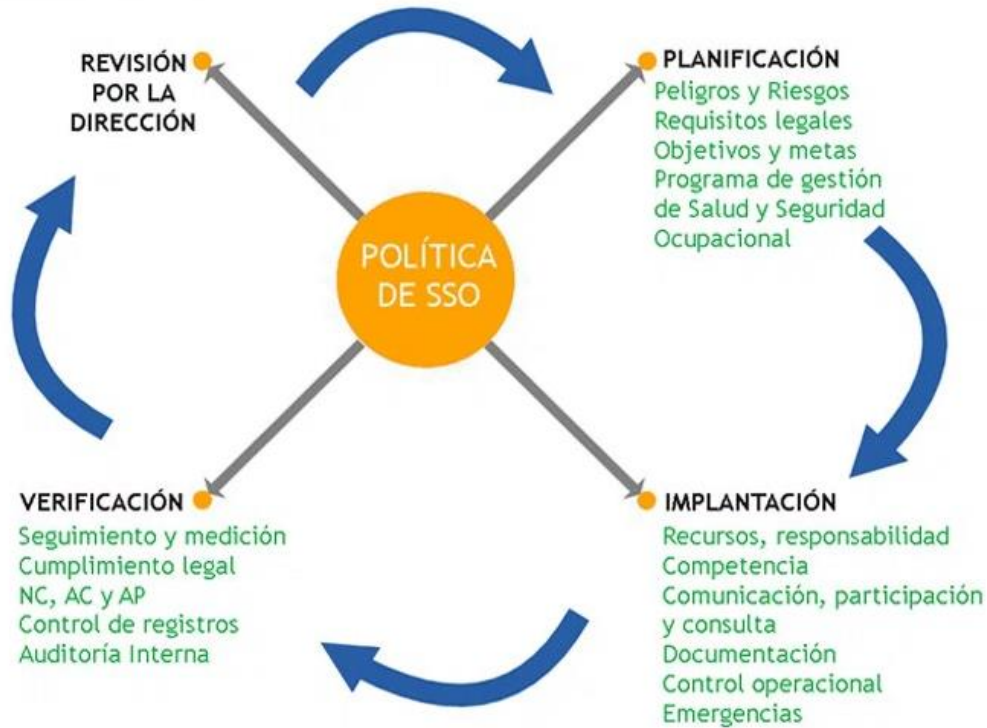 REVISIÓN
POR LA
DIRECCIÓN
PLANIFICACIÓN
Peligros y Riesgos
Requisitos legales
Objetivos y metas
Programa de gestión
de Salud y Seguridad
Ocupacional
POLÍTICA
DE SSO
VERIFICACIÓN
Seguimiento y medición
Cumplimiento legal
NC, AC y AP
Control de registros
Auditoría Interna
IMPLANTACIÓN
Recursos, responsabilidad
Competencia
Comunicación, participación
y consulta
Documentación
Control operacional
Emergencias